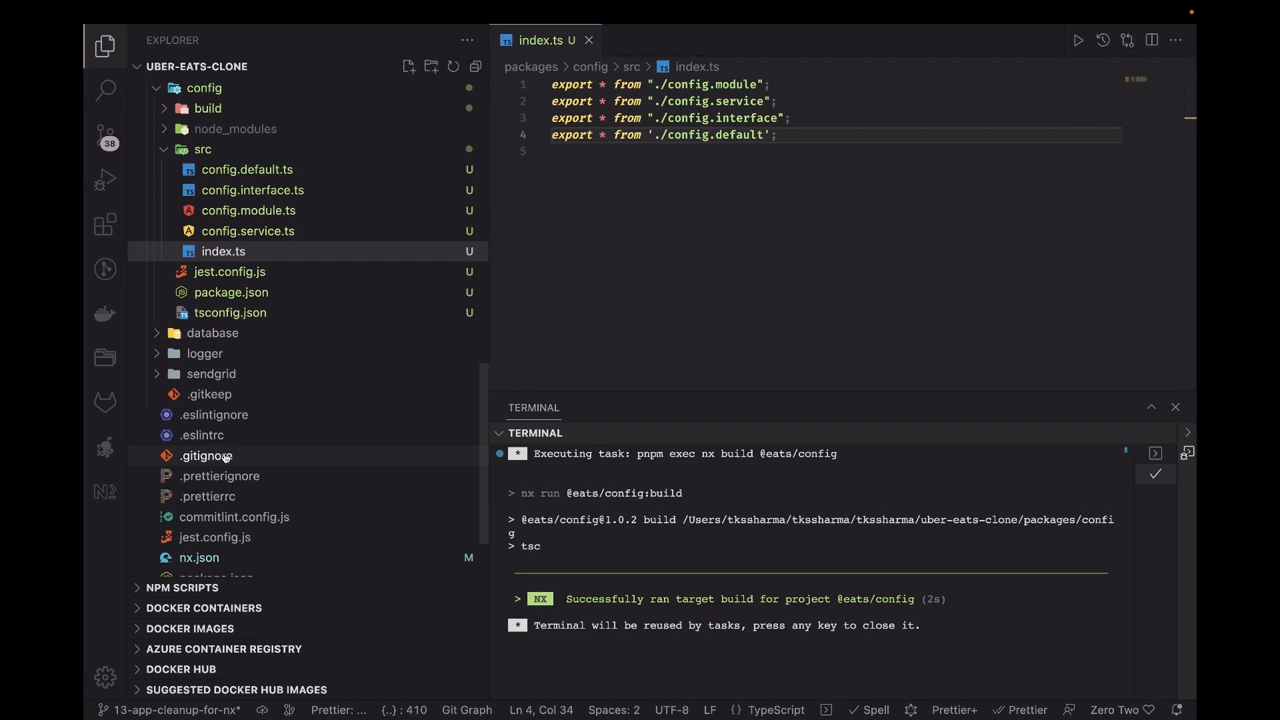 EXPLORER
UBER-EATS-CLONE
config
build
node_modules
src
config.default.ts U
config.interface.ts U
config.module.ts U
config.service.ts U
index.ts U
jest.config.js U
package.json U
tsconfig.json U
database
logger
sendgrid
.gitkeep
.eslintignore
.eslintrc
.gitignore
.prettierignore
.prettierrc
commitlint.config.js
jest.config.js
nx.json M
package.json
NPM SCRIPTS
DOCKER CONTAINERS
DOCKER IMAGES
AZURE CONTAINER REGISTRY
DOCKER HUB
SUGGESTED DOCKER HUB IMAGES
38
index.ts U
packages > config > src > index.ts
1 export * from "./config.module";
2 export * from "./config.service";
3 export * from "./config.interface";
4 export * from './config.default';
5
TERMINAL
TERMINAL
* Executing task: pnpm exec nx build @eats/config
> nx run @eats/config:build
> @eats/config@1.0.2 build /Users/tkssharma/tkssharma/uber-eats-clone/packages/confi
g
> tsc
> NX Successfully ran target build for project @eats/config (2s)
* Terminal will be reused by tasks, press any key to close it.
13-app-cleanup-for-nx* Prettier: ... {..} : 410 Git Graph Ln 4, Col 34 Spaces: 2 UTF-8 LF {} TypeScript Spell Prettier+ Prettier Zero Two